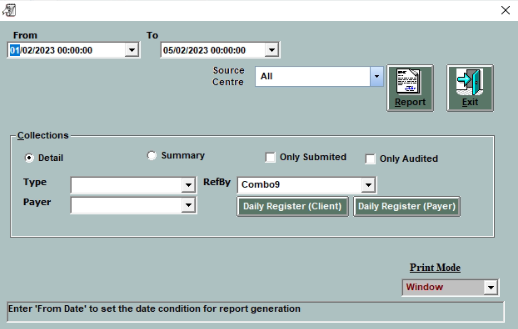 From To
01/02/2023 00:00:00 05/02/2023 00:00:00
Source Centre All
Report Exit
Collections
Detail Summary Only Submited Only Audited
Type RefBy Combo9
Payer Daily Register (Client) Daily Register (Payer)
Print Mode
Window
Enter 'From Date' to set the date condition for report generation